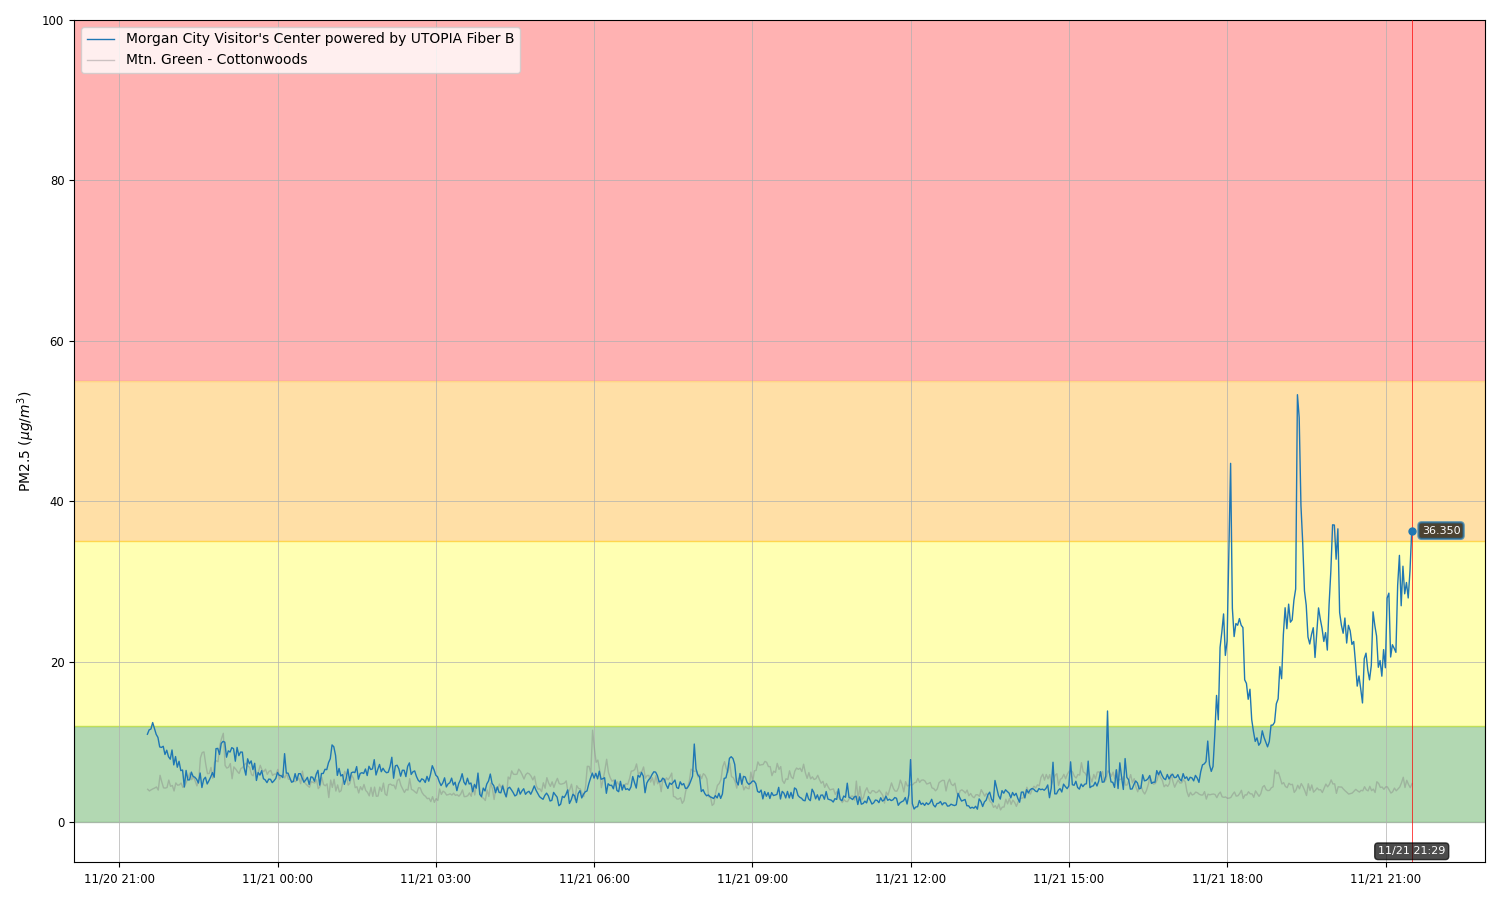 100
Morgan City Visitor's Center powered by UTOPIA Fiber B
Mtn. Green - Cottonwoods
80
60
PM2.5 (μg/m³)
40
36.350
20
0
11/21 21:29
11/20 21:00 11/21 00:00 11/21 03:00 11/21 06:00 11/21 09:00 11/21 12:00 11/21 15:00 11/21 18:00 11/21 21:00